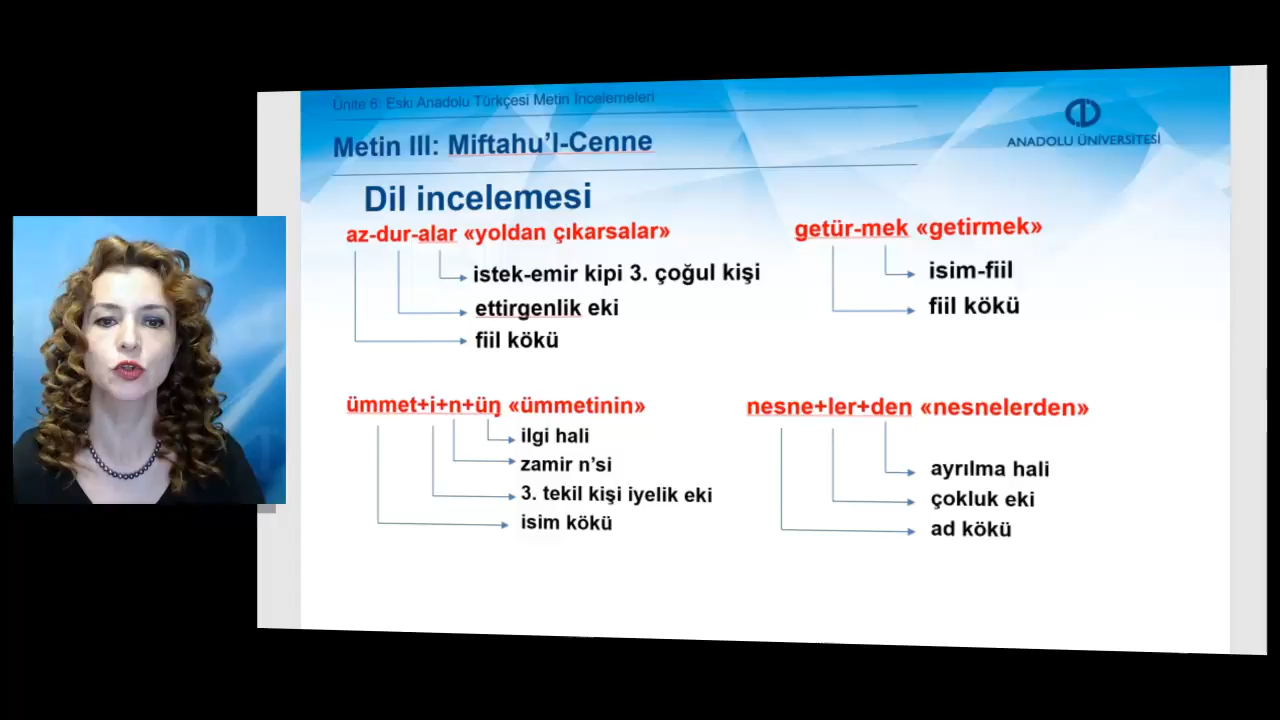 Ünite 6: Eski Anadolu Türkçesi Metin İncelemeleri
ANADOLU ÜNİVERSİTESİ
Metin III: Miftahu’l-Cenne
Dil incelemesi
az-dur-alar «yoldan çıkarsalar»
istek-emir kipi 3. çoğul kişi
ettirgenlik eki
fiil kökü
getür-mek «getirmek»
isim-fiil
fiil kökü
ümmet+i+n+üŋ «ümmetinin»
ilgi hali
zamir n’si
3. tekil kişi iyelik eki
isim kökü
nesne+ler+den «nesnelerden»
ayrılma hali
çokluk eki
ad kökü